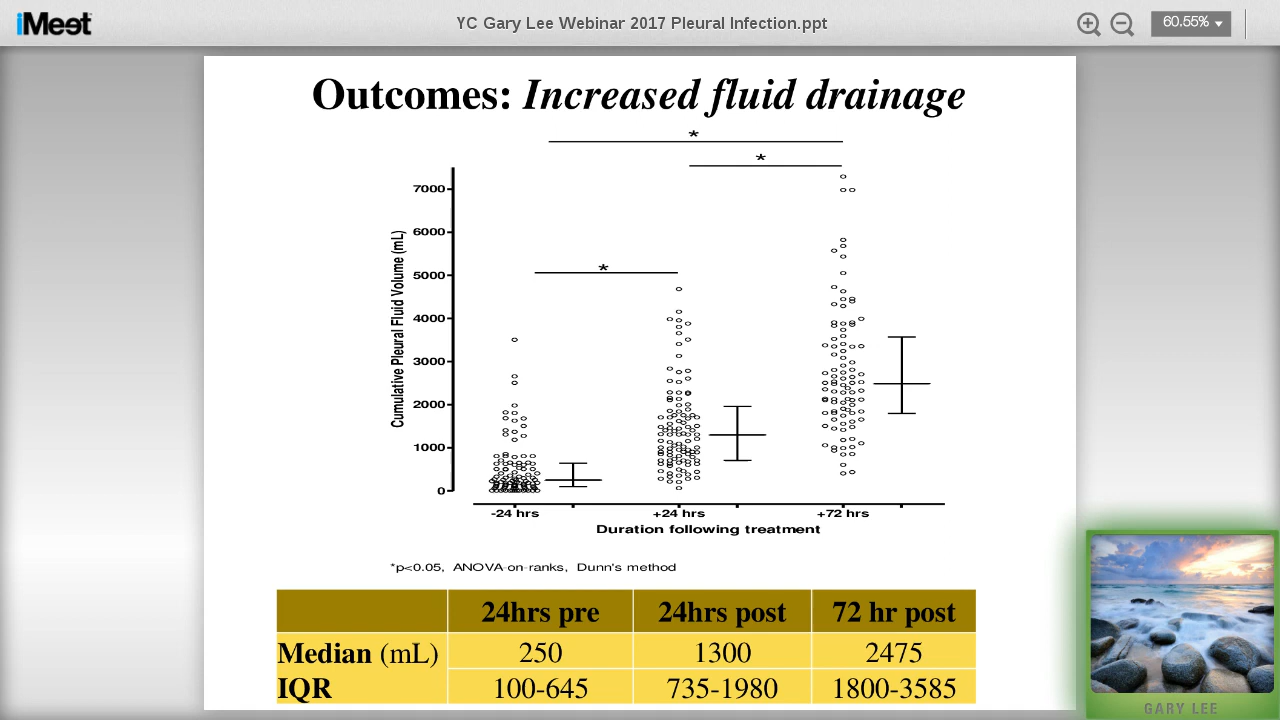 iMeet
YC Gary Lee Webinar 2017 Pleural Infection.ppt
60.55%
Outcomes: Increased fluid drainage
*
*
*
Cumulative Pleural Fluid Volume (mL)
7000
6000
5000
4000
3000
2000
1000
0
-24 hrs +24 hrs +72 hrs
Duration following treatment
*p<0.05, ANOVA-on-ranks, Dunn's method
24hrs pre 24hrs post 72 hr post
Median (mL) 250 1300 2475
IQR 100-645 735-1980 1800-3585
GARY LEE